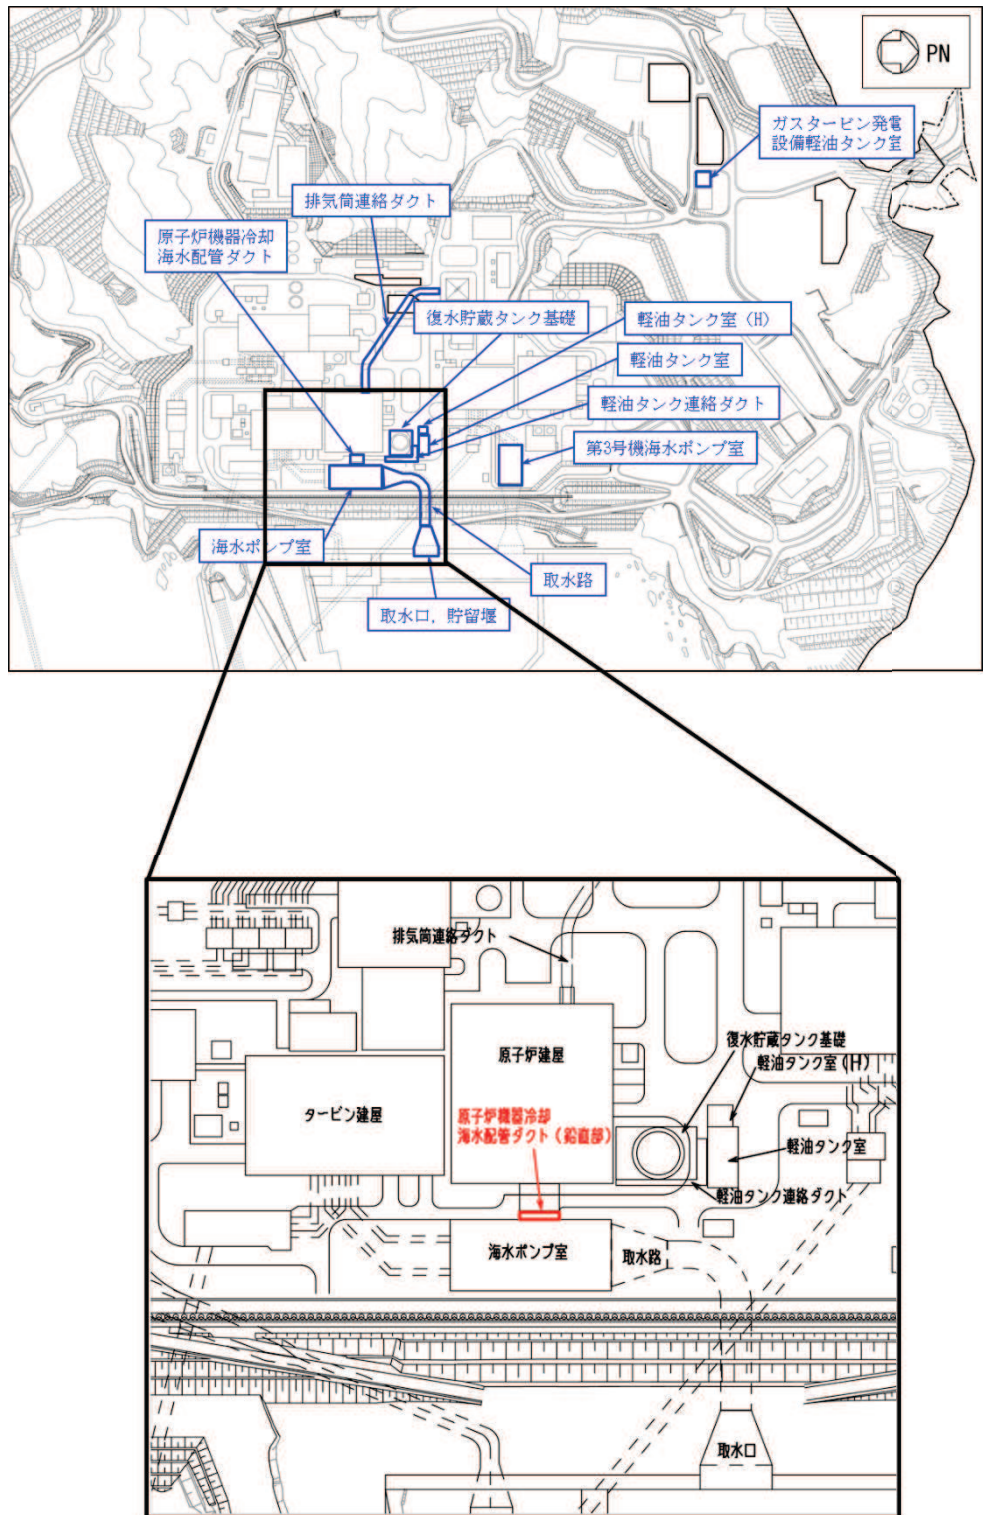 PN
ガスタービン発電
設備軽油タンク室
排気筒連絡ダクト
原子炉機器冷却
海水配管ダクト
復水貯蔵タンク基礎
軽油タンク室（H）
軽油タンク室
軽油タンク連絡ダクト
第3号機海水ポンプ室
海水ポンプ室
取水路
取水口，貯留堰
排気筒連絡ダクト
原子炉建屋
復水貯蔵タンク基礎
軽油タンク室（H）
タービン建屋
原子炉機器冷却
海水配管ダクト（鉛直部）
軽油タンク室
軽油タンク連絡ダクト
海水ポンプ室
取水路
取水口